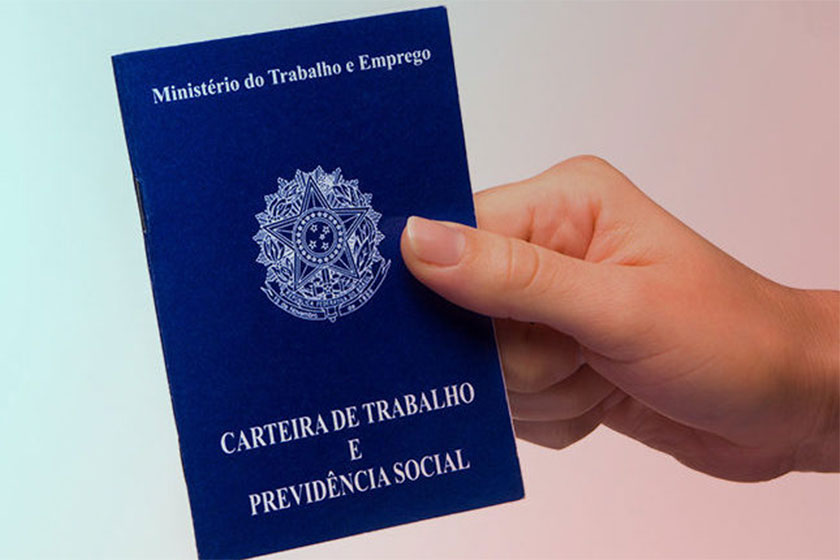 Ministério do Trabalho e Emprego
CARTEIRA DE TRABALHO
E
PREVIDÊNCIA SOCIAL